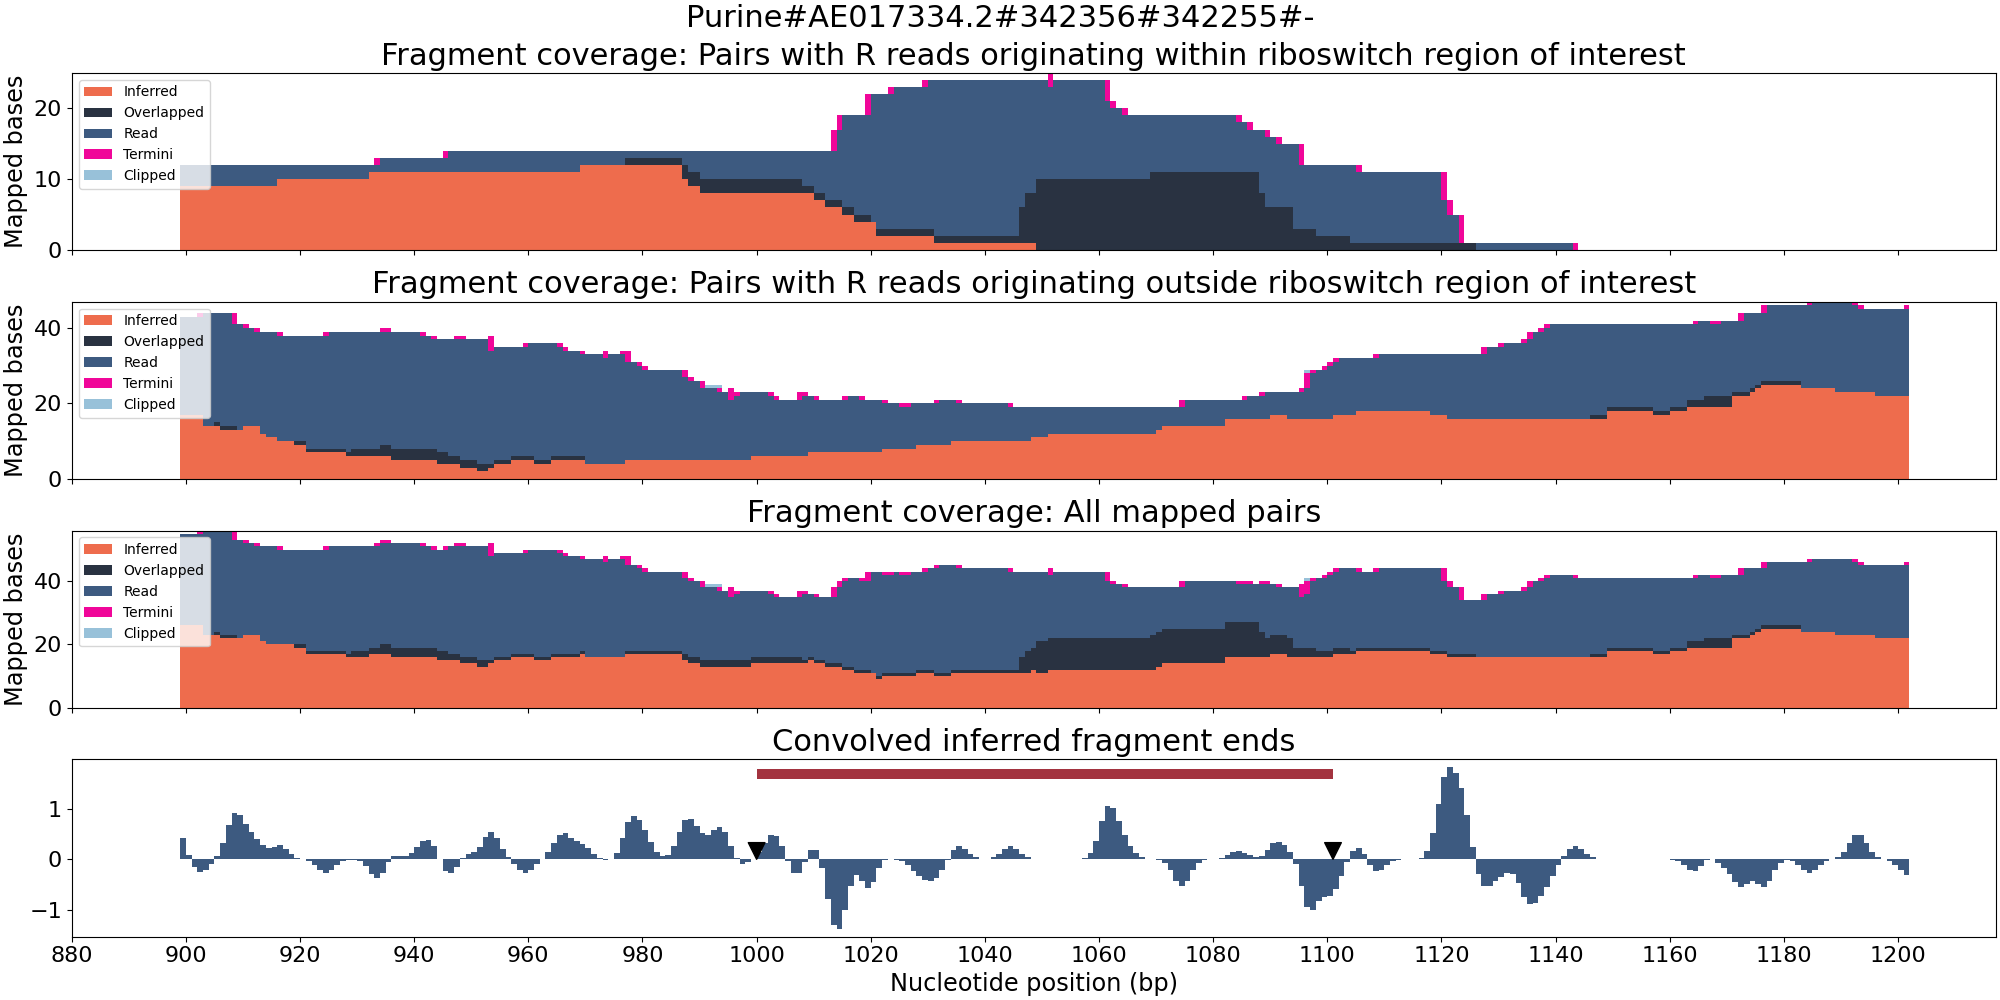 Purine#AE017334.2#342356#342255#-
Fragment coverage: Pairs with R reads originating within riboswitch region of interest
Mapped bases
20
10
0
Inferred
Overlapped
Read
Termini
Clipped
Fragment coverage: Pairs with R reads originating outside riboswitch region of interest
Mapped bases
40
20
0
Inferred
Overlapped
Read
Termini
Clipped
Fragment coverage: All mapped pairs
Mapped bases
40
20
0
Inferred
Overlapped
Read
Termini
Clipped
Convolved inferred fragment ends
1
0
−1
880 900 920 940 960 980 1000 1020 1040 1060 1080 1100 1120 1140 1160 1180 1200
Nucleotide position (bp)